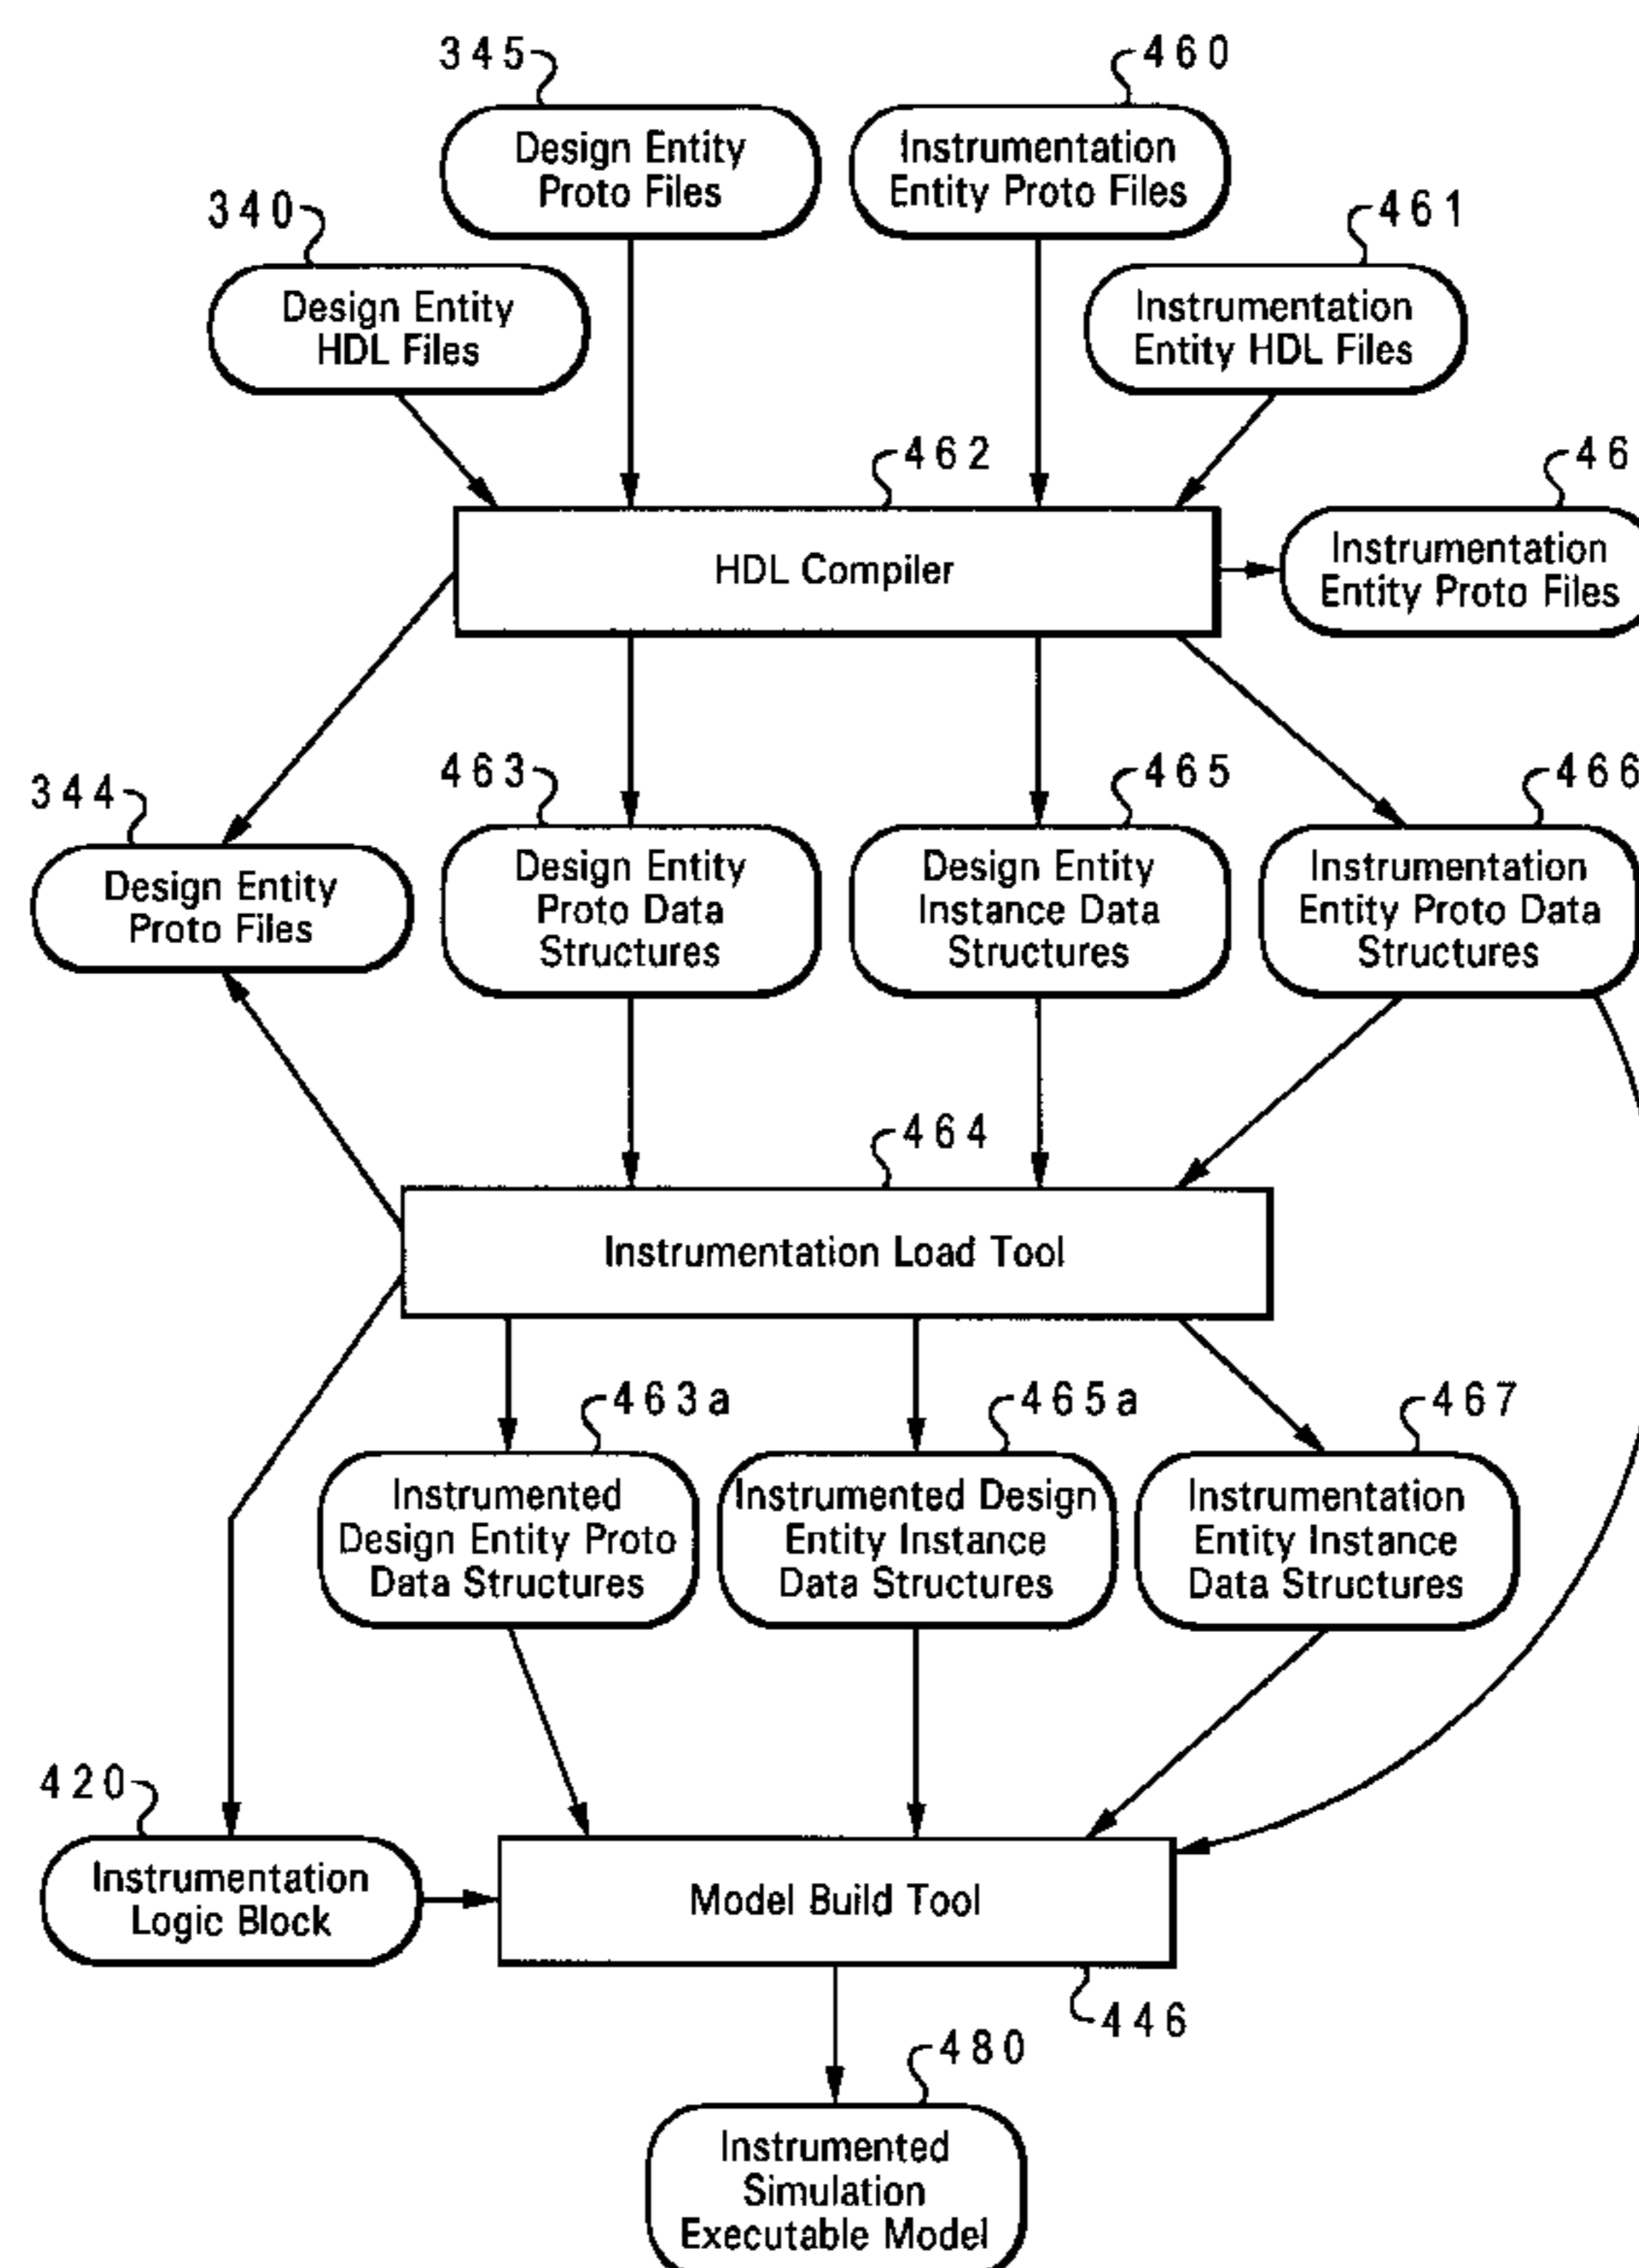 345
460
Design Entity
Proto Files
Instrumentation
Entity Proto Files
340
461
Design Entity
HDL Files
Instrumentation
Entity HDL Files
462
46
HDL Compiler
Instrumentation
Entity Proto Files
344
463
465
466
Design Entity
Proto Files
Design Entity
Proto Data
Structures
Design Entity
Instance Data
Structures
Instrumentation
Entity Proto Data
Structures
464
Instrumentation Load Tool
463a
465a
467
Instrumented
Design Entity Proto
Data Structures
Instrumented Design
Entity Instance
Data Structures
Instrumentation
Entity Instance
Data Structures
420
Instrumentation
Logic Block
Model Build Tool
446
480
Instrumented
Simulation
Executable Model